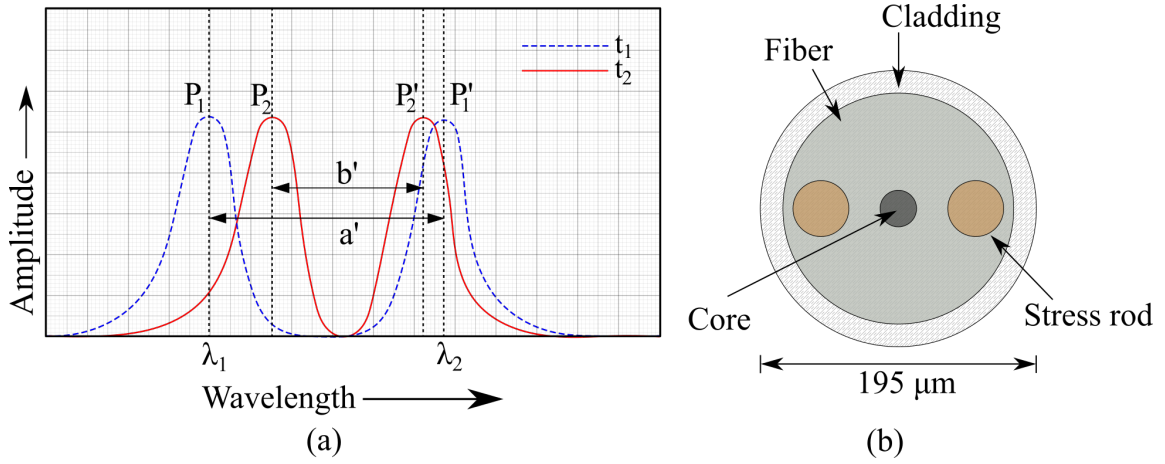 t₁
t₂
P₁
P₂
P₂'
P₁'
b'
a'
Amplitude
λ₁
λ₂
Wavelength
(a)
Cladding
Fiber
Core
Stress rod
195 μm
(b)